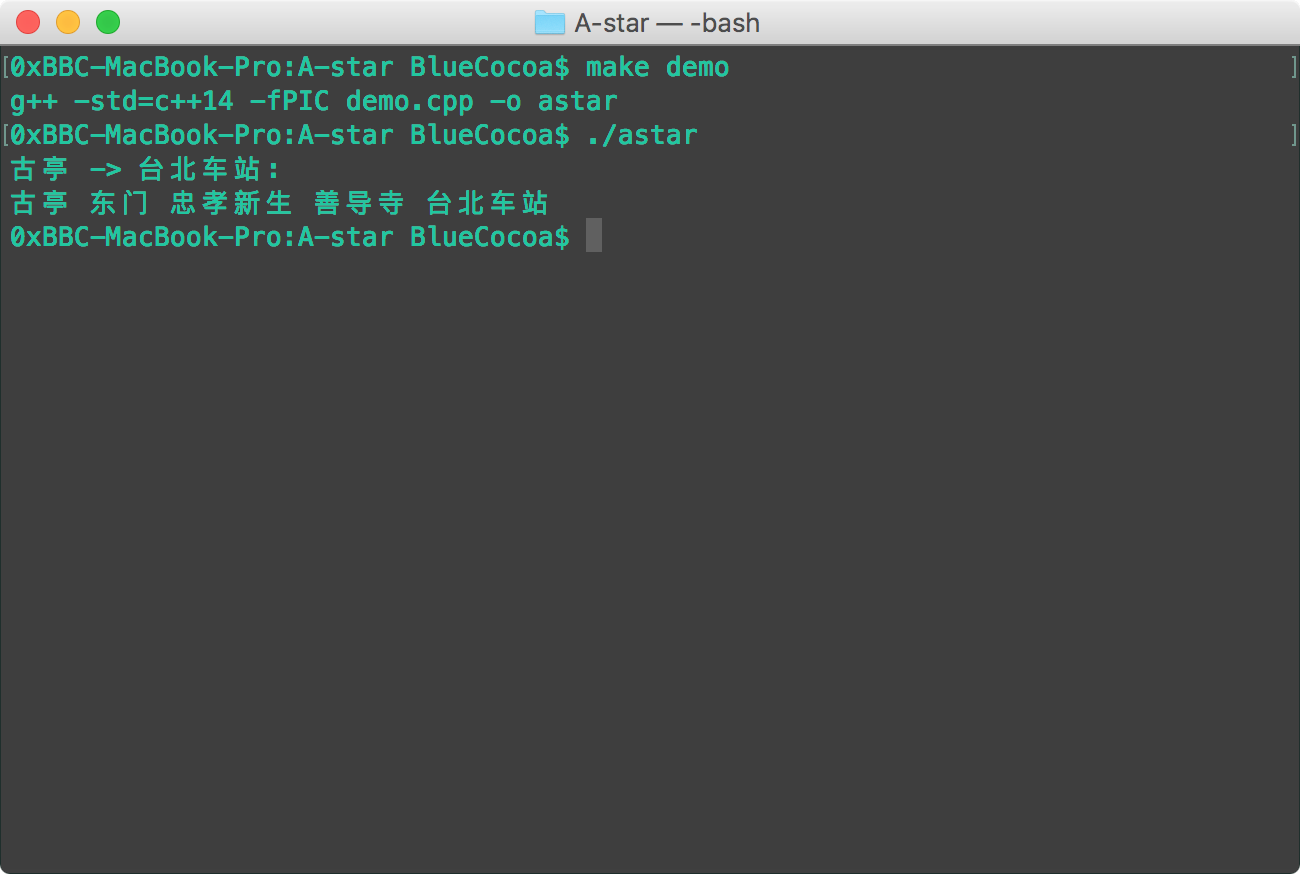 A-star — -bash
[0xBBC-MacBook-Pro:A-star BlueCocoa$ make demo ]
g++ -std=c++14 -fPIC demo.cpp -o astar
[0xBBC-MacBook-Pro:A-star BlueCocoa$ ./astar ]
古亭 -> 台北车站:
古亭 东门 忠孝新生 善导寺 台北车站
0xBBC-MacBook-Pro:A-star BlueCocoa$